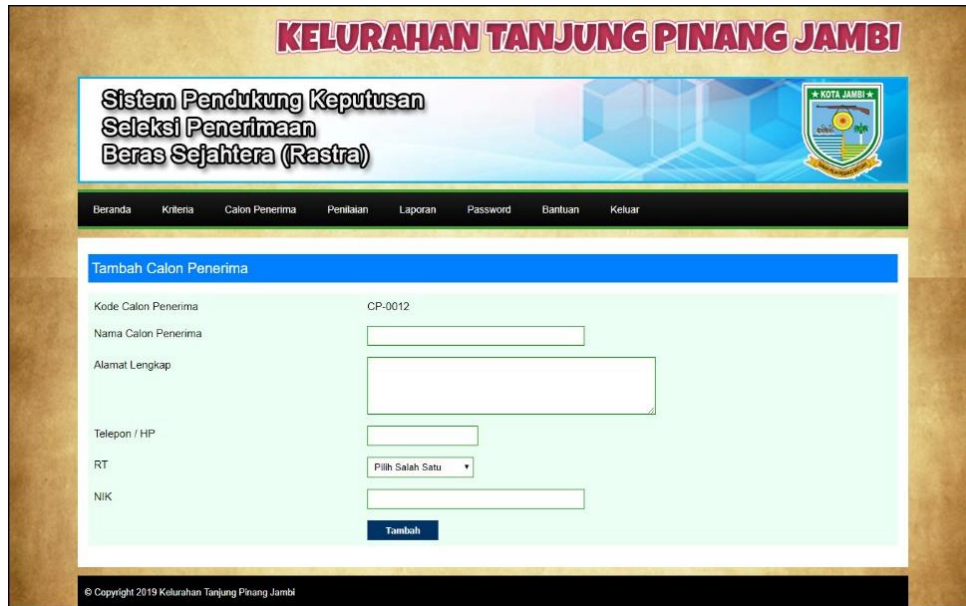 KELURAHAN TANJUNG PINANG JAMBI
Sistem Pendukung Keputusan
Seleksi Penerimaan
Beras Sejahtera (Rastra)
★ KOTA JAMBI ★
Beranda Kriteria Calon Penerima Penilaian Laporan Password Bantuan Keluar
Tambah Calon Penerima
Kode Calon Penerima CP-0012
Nama Calon Penerima
Alamat Lengkap
Telepon / HP
RT Pilih Salah Satu
NIK
Tambah
© Copyright 2019 Kelurahan Tanjung Pinang Jambi